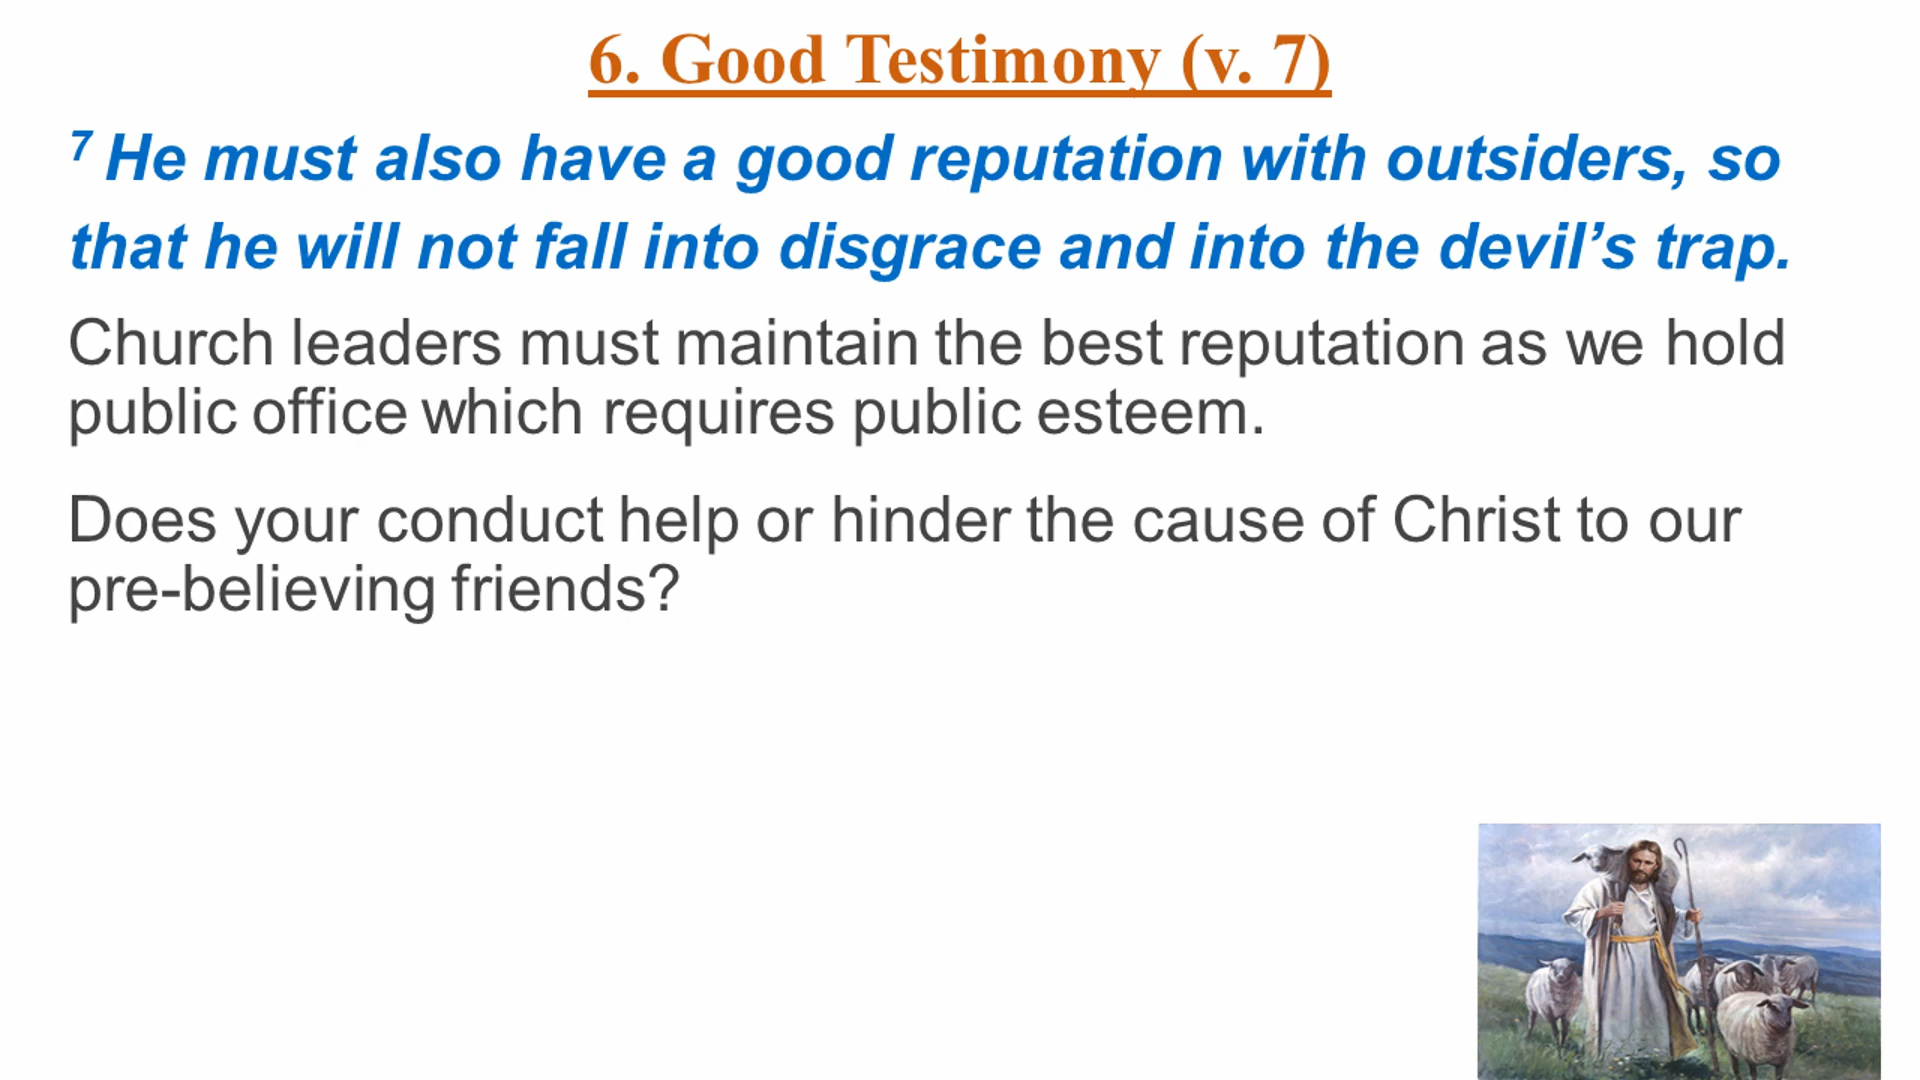 6. Good Testimony (v. 7)
7 He must also have a good reputation with outsiders, so
that he will not fall into disgrace and into the devil’s trap.
Church leaders must maintain the best reputation as we hold
public office which requires public esteem.
Does your conduct help or hinder the cause of Christ to our
pre-believing friends?